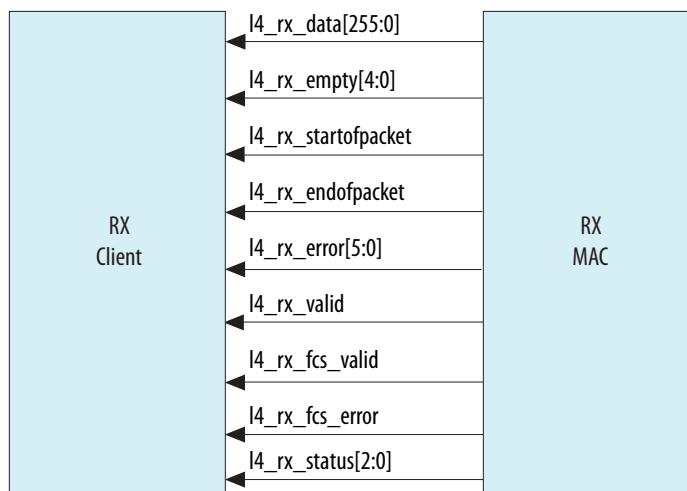 l4_rx_data[255:0]
l4_rx_empty[4:0]
l4_rx_startofpacket
l4_rx_endofpacket
RX
Client
RX
MAC
l4_rx_error[5:0]
l4_rx_valid
l4_rx_fcs_valid
l4_rx_fcs_error
l4_rx_status[2:0]